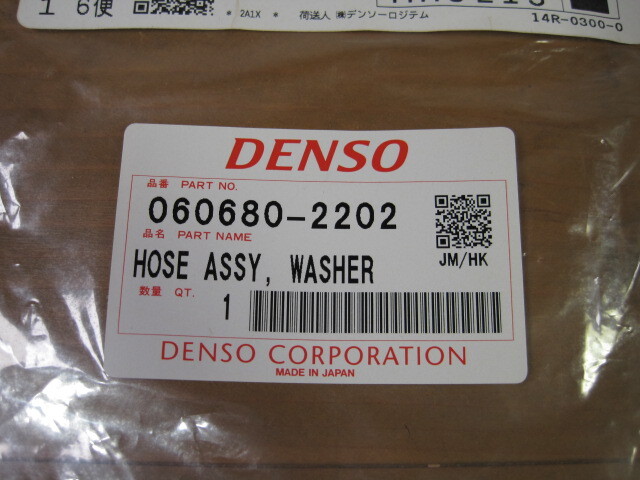 1 6便
* 2A1X * 荷送人 ㈱デンソーロジテム
14R-0300-0
DENSO
品番 PART NO.
060680-2202
品名 PART NAME
JM/HK
HOSE ASSY, WASHER
数量 QT.
1
DENSO CORPORATION
MADE IN JAPAN